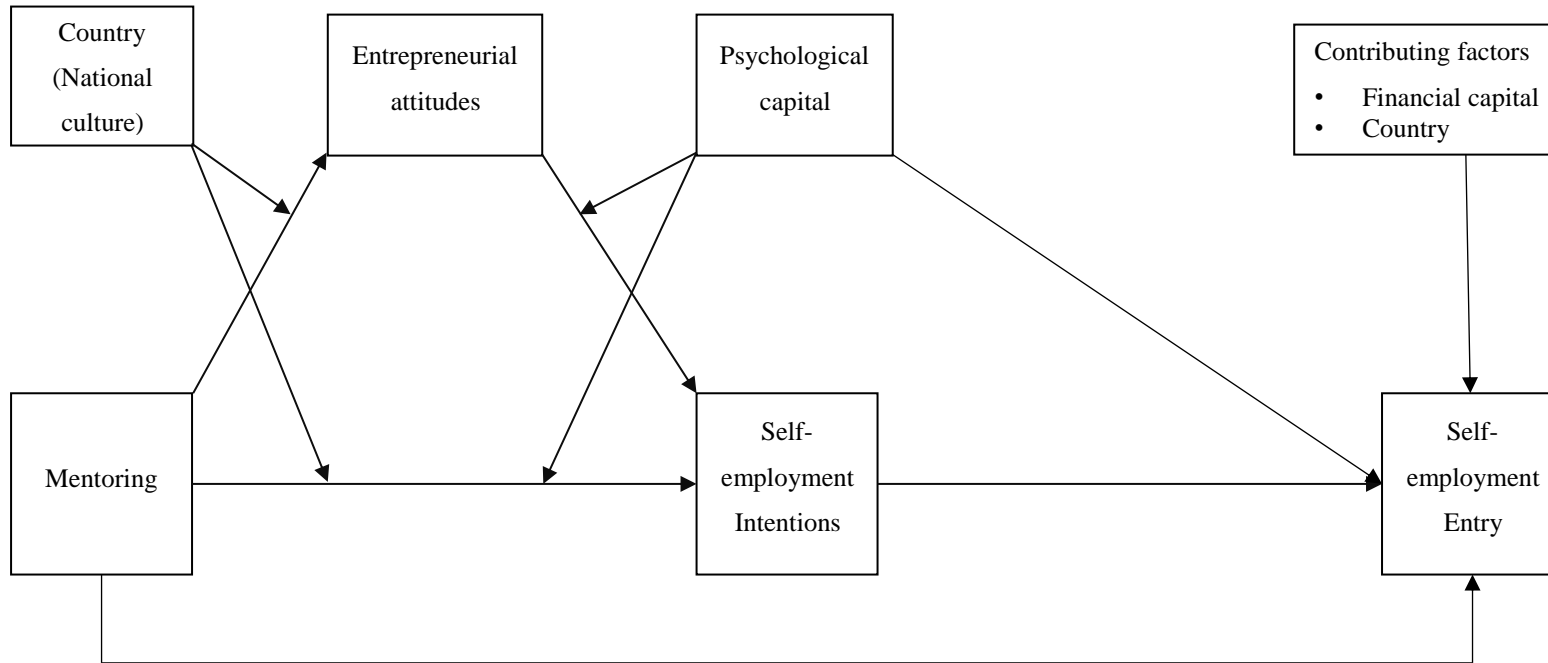 Country
(National
culture)
Entrepreneurial
attitudes
Psychological
capital
Contributing factors
• Financial capital
• Country
Mentoring
Self-
employment
Intentions
Self-
employment
Entry